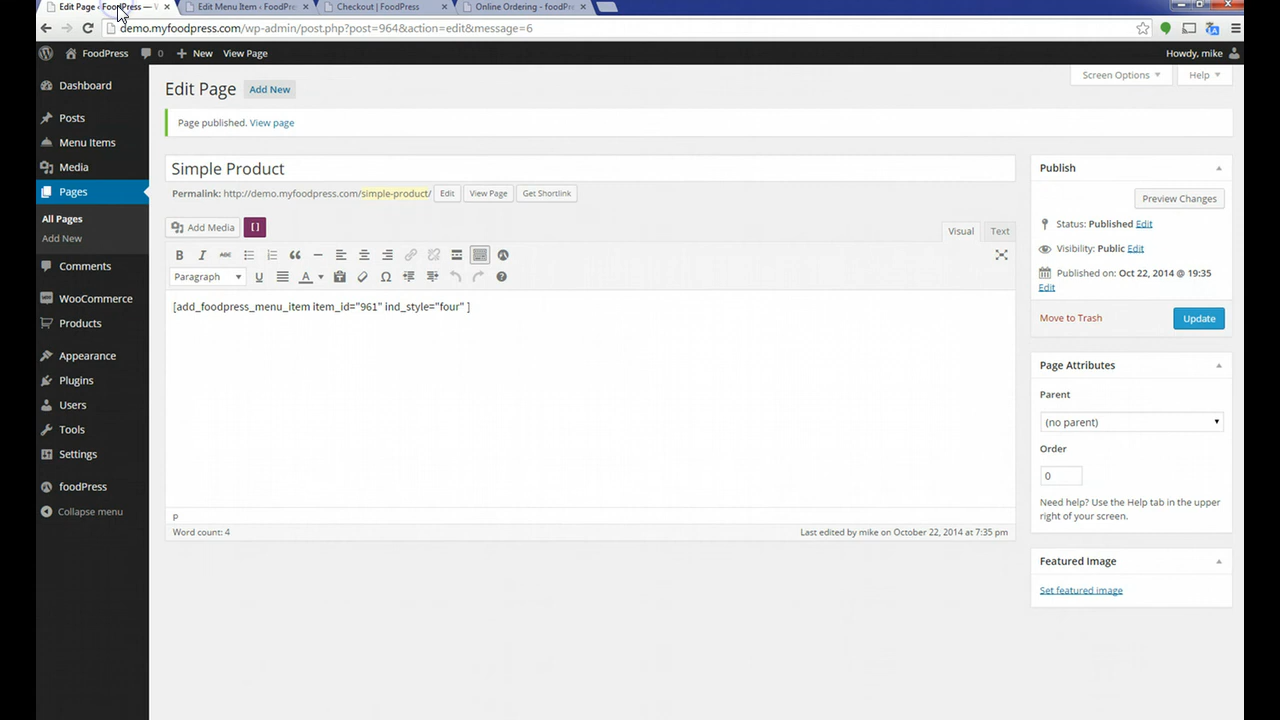 Edit Page ‹ FoodPress — W
Edit Menu Item ‹ FoodPre
Checkout | FoodPress
Online Ordering - foodPr
demo.myfoodpress.com/wp-admin/post.php?post=964&action=edit&message=6
FoodPress
0
New
View Page
Howdy, mike
Dashboard
Posts
Menu Items
Media
Pages
All Pages
Add New
Comments
WooCommerce
Products
Appearance
Plugins
Users
Tools
Settings
foodPress
Collapse menu
Screen Options
Help
Edit Page Add New
Page published. View page
Simple Product
Permalink: http://demo.myfoodpress.com/simple-product/ Edit View Page Get Shortlink
Add Media [ ]
Visual Text
B I ABC
Paragraph U A Ω
[add_foodpress_menu_item item_id="961" ind_style="four" ]
p
Word count: 4
Last edited by mike on October 22, 2014 at 7:35 pm
Publish
Preview Changes
Status: Published Edit
Visibility: Public Edit
Published on: Oct 22, 2014 @ 19:35
Edit
Move to Trash
Update
Page Attributes
Parent
(no parent)
Order
0
Need help? Use the Help tab in the upper
right of your screen.
Featured Image
Set featured image